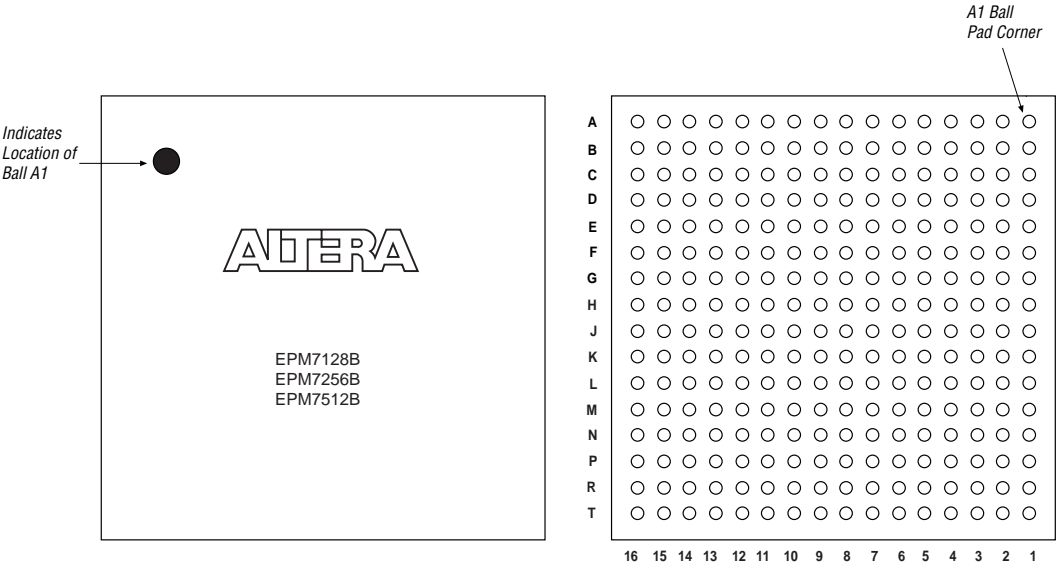 A1 Ball
Pad Corner
Indicates
Location of
Ball A1
ALTERA
EPM7128B
EPM7256B
EPM7512B
A
B
C
D
E
F
G
H
J
K
L
M
N
P
R
T
16 15 14 13 12 11 10 9 8 7 6 5 4 3 2 1